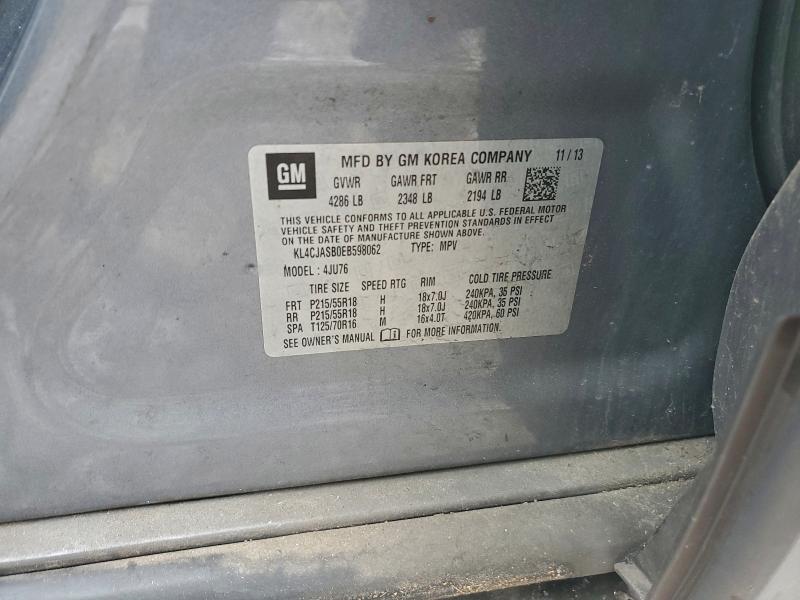 GM
MFD BY GM KOREA COMPANY 11 / 13
GVWR GAWR FRT GAWR RR
4286 LB 2348 LB 2194 LB
THIS VEHICLE CONFORMS TO ALL APPLICABLE U.S. FEDERAL MOTOR
VEHICLE SAFETY AND THEFT PREVENTION STANDARDS IN EFFECT
ON THE DATE OF MANUFACTURE SHOWN ABOVE.
KL4CJASB0EB598062 TYPE: MPV
MODEL : 4JU76
TIRE SIZE SPEED RTG RIM COLD TIRE PRESSURE
FRT P215/55R18 H 18x7.0J 240KPA, 35 PSI
RR P215/55R18 H 18x7.0J 240KPA, 35 PSI
SPA T125/70R16 M 16x4.0T 420KPA, 60 PSI
SEE OWNER'S MANUAL FOR MORE INFORMATION.